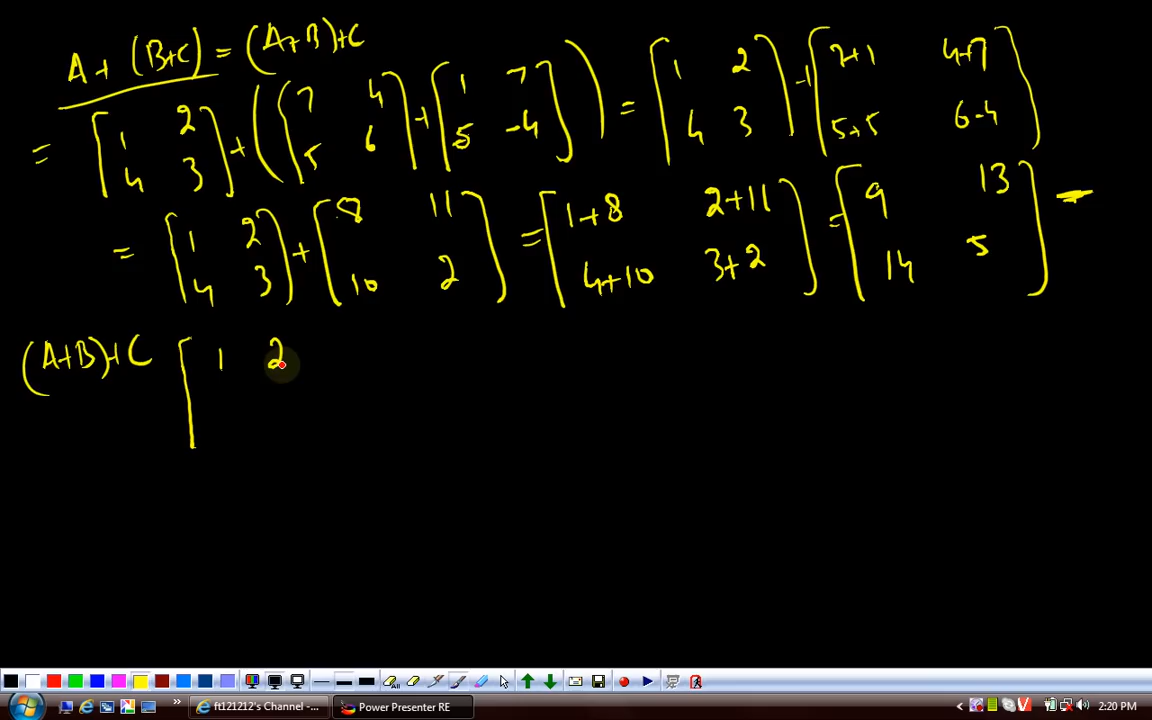 A + (B+C) = (A+B)+C
= [1 2 4 3] + ([7 4 5 6] + [1 7 5 -4]) = [1 2 4 3] + [7+1 4+7 5+5 6-4]
= [1 2 4 3] + [8 11 10 2] = [1+8 2+11 4+10 3+2] = [9 13 14 5] -
(A+B)+C [1 2
ft121212's Channel -... Power Presenter RE 2:20 PM